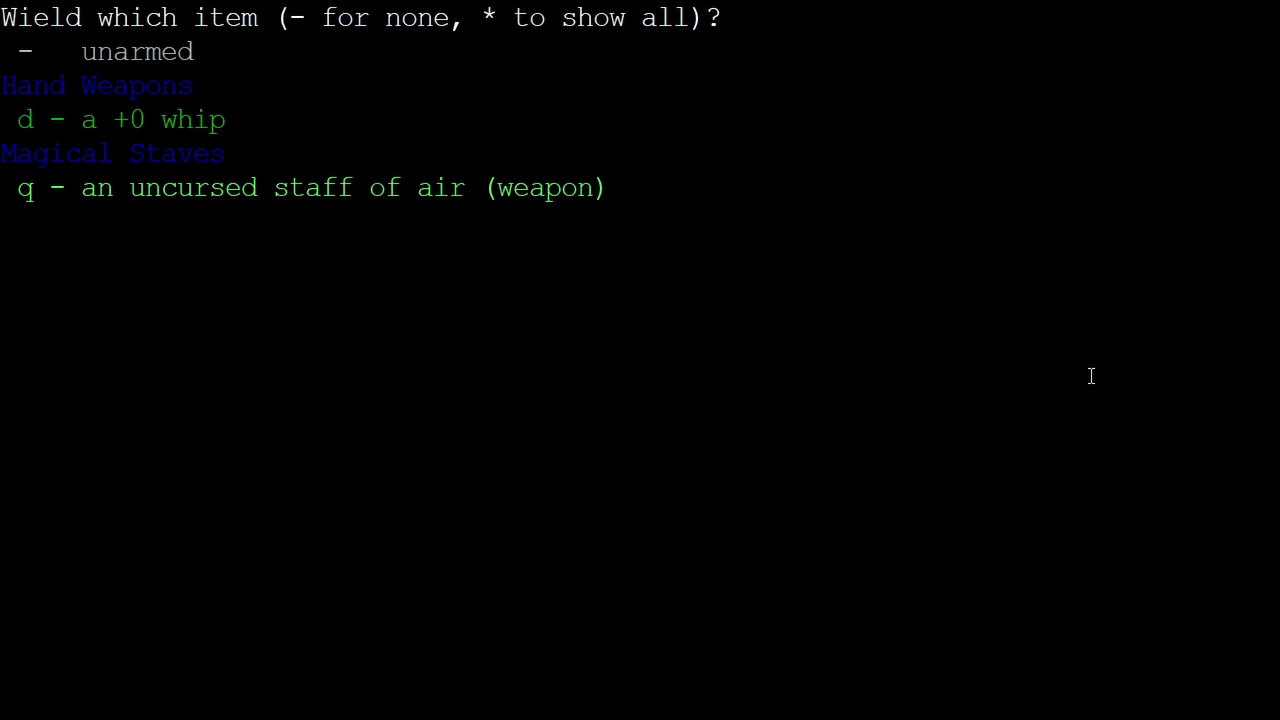 Wield which item (- for none, * to show all)?
-   unarmed
Hand Weapons
d - a +0 whip
Magical Staves
q - an uncursed staff of air (weapon)